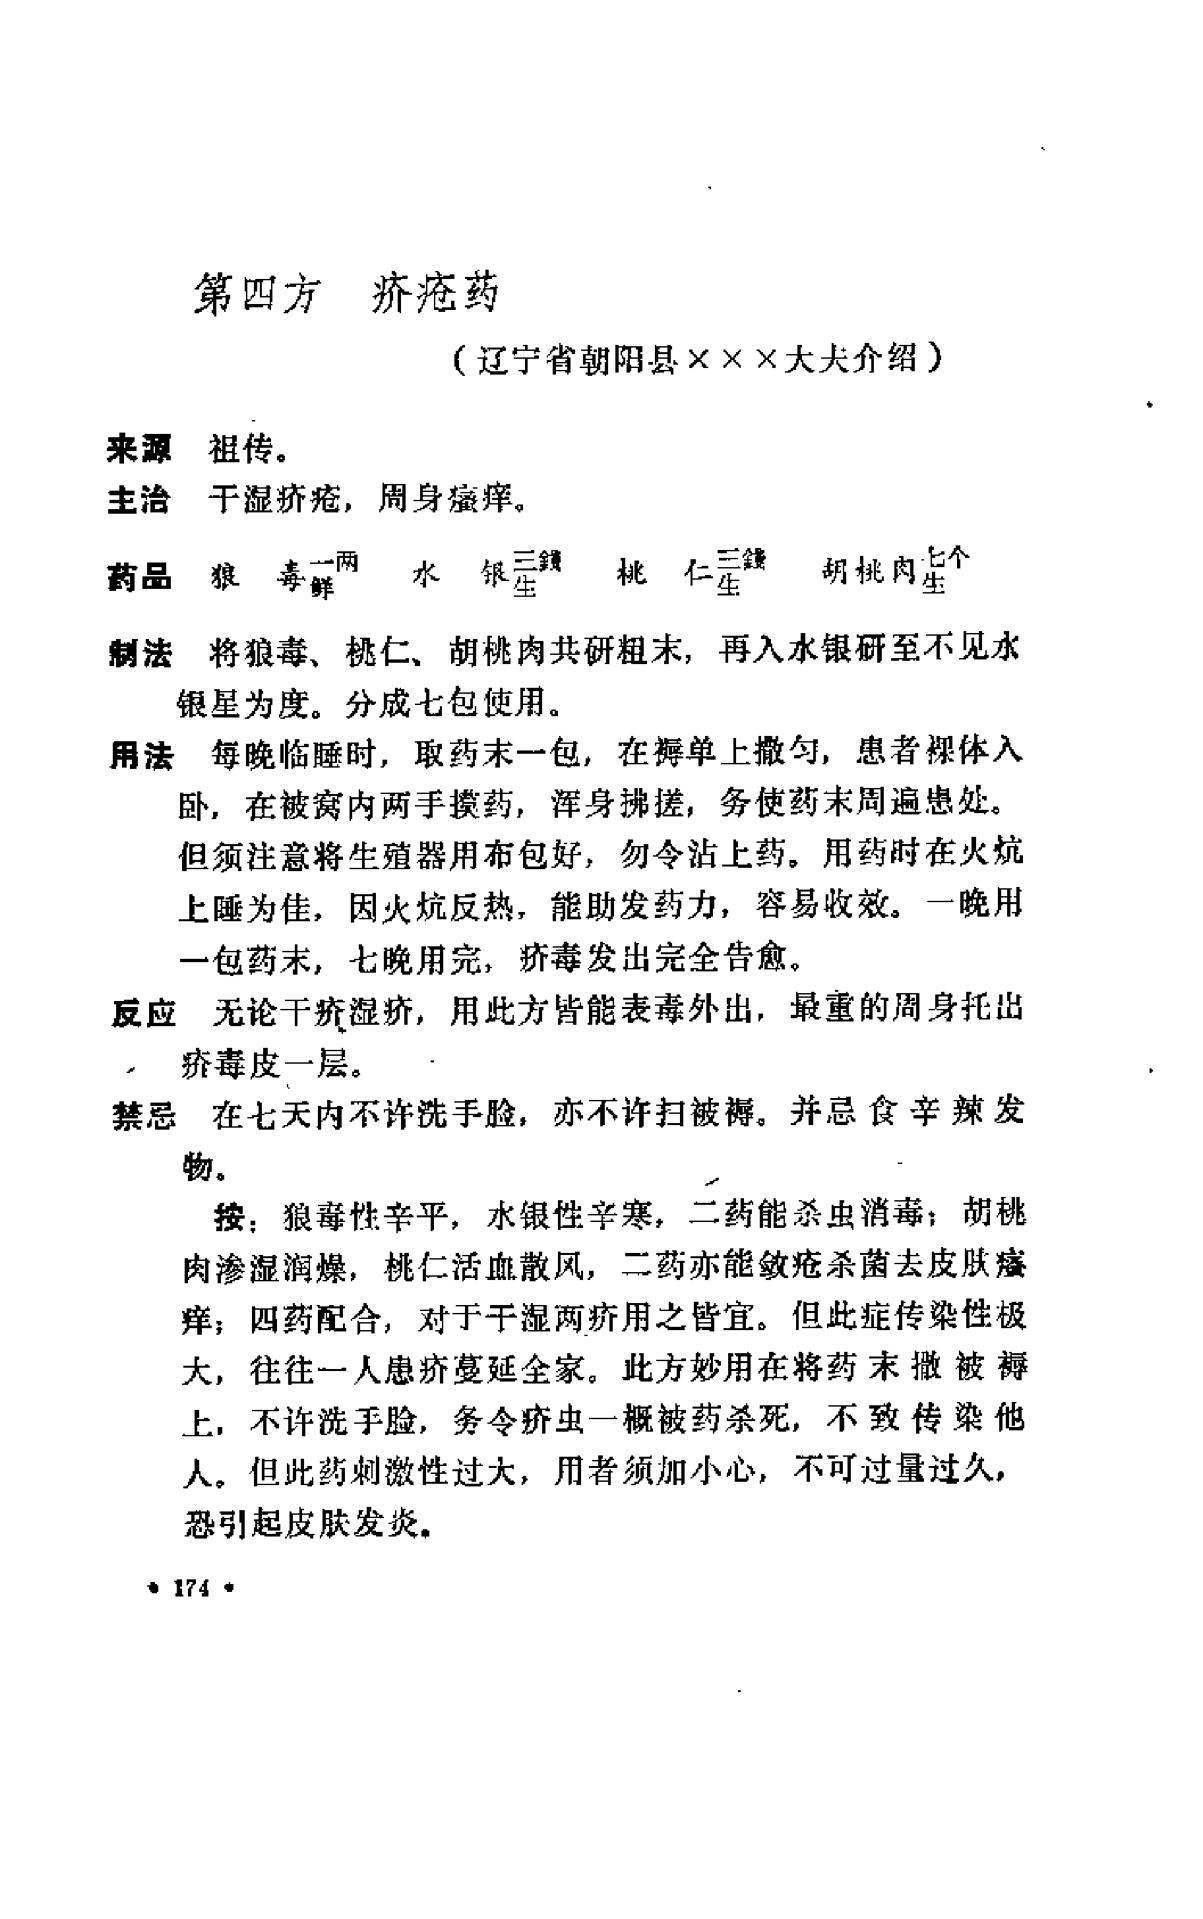 第四方　疥疮药
（辽宁省朝阳县×××大夫介绍）
来源　祖传。
主治　干湿疥疮，周身瘙痒。
药品　狼　毒一两鲜　水　银三錢生　桃　仁三錢生　胡桃肉七个生
制法　将狼毒、桃仁、胡桃肉共研粗末，再入水银研至不见水
银星为度。分成七包使用。
用法　每晚临睡时，取药末一包，在褥单上撒匀，患者裸体入
卧，在被窝内两手摸药，浑身拂搓，务使药末周遍患处。
但须注意将生殖器用布包好，勿令沾上药。用药时在火炕
上睡为佳，因火炕反热，能助发药力，容易收效。一晚用
一包药末，七晚用完，疥毒发出完全告愈。
反应　无论干疥湿疥，用此方皆能表毒外出，最重的周身托出
疥毒皮一层。
禁忌　在七天内不许洗手脸，亦不许扫被褥。并忌食辛辣发
物。
按：狼毒性辛平，水银性辛寒，二药能杀虫消毒；胡桃
肉渗湿润燥，桃仁活血散风，二药亦能敛疮杀菌去皮肤瘙
痒；四药配合，对于干湿两疥用之皆宜。但此症传染性极
大，往往一人患疥蔓延全家。此方妙用在将药末撒被褥
上，不许洗手脸，务令疥虫一概被药杀死，不致传染他
人。但此药刺激性过大，用者须加小心，不可过量过久，
恐引起皮肤发炎。
• 174 •